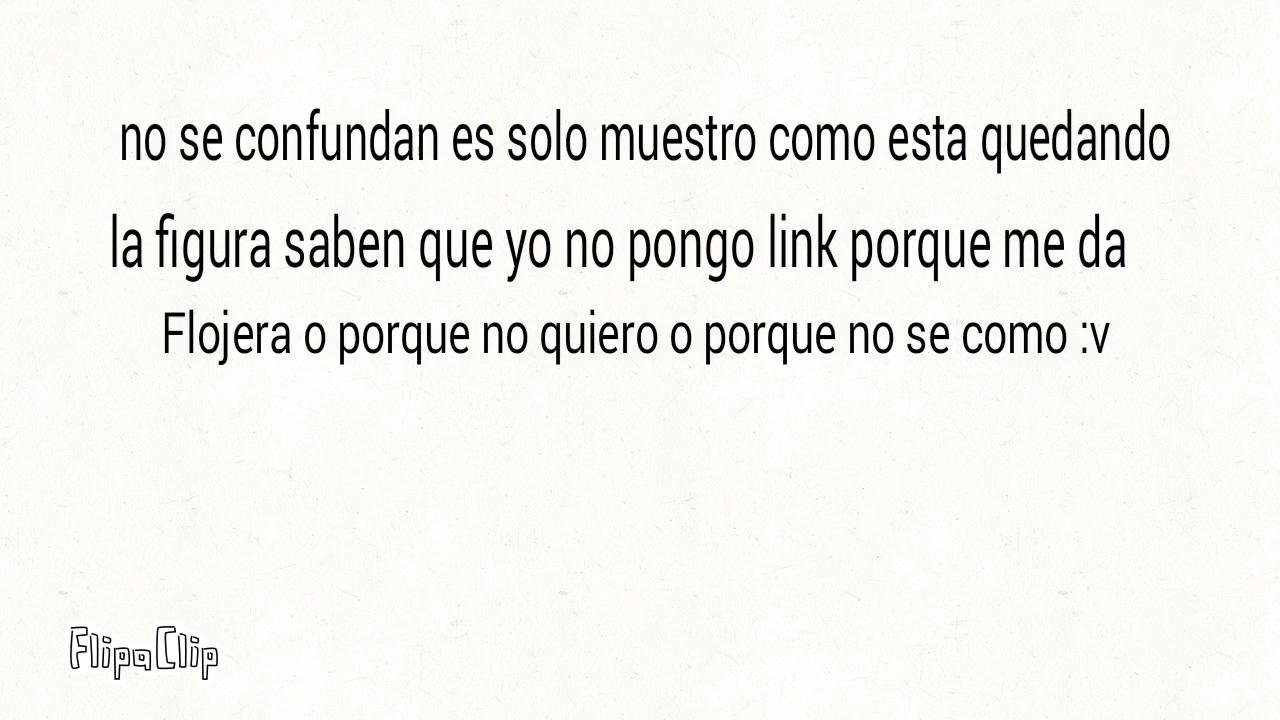 no se confundan es solo muestro como esta quedando
la figura saben que yo no pongo link porque me da
Flojera o porque no quiero o porque no se como :v
FlipaClip